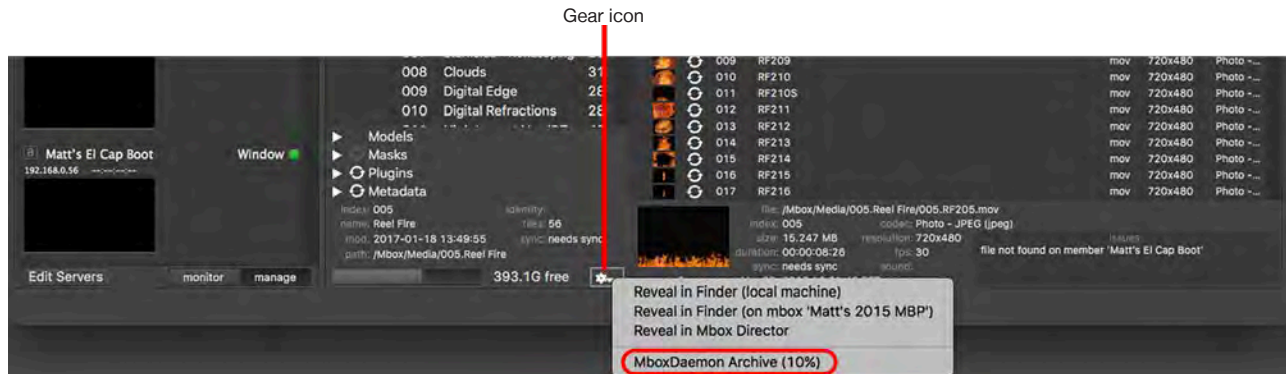 Gear icon
009 RF209 mov 720x480 Photo -...
008 Clouds 31
010 RF210 mov 720x480 Photo -...
009 Digital Edge 28
011 RF210S mov 720x480 Photo -...
010 Digital Refractions 28
012 RF211 mov 720x480 Photo -...
013 RF212 mov 720x480 Photo -...
Models
014 RF213 mov 720x480 Photo -...
B Matt's El Cap Boot Window
Masks
015 RF214 mov 720x480 Photo -...
192.168.0.56 --:--:--:--
Plugins
016 RF215 mov 720x480 Photo -...
Metadata
017 RF216 mov 720x480 Photo -...
index: 005 identity:
name: Reel Fire files: 56
mod: 2017-01-18 13:49:55 sync: needs sync
path: /Mbox/Media/005.Reel Fire
file: /Mbox/Media/005.Reel Fire/005.RF205.mov
index: 005 codec: Photo - JPEG (jpeg)
size: 15.247 MB resolution: 720x480 issues
duration: 00:00:08:26 fps: 30 file not found on member 'Matt's El Cap Boot'
sync: needs sync sound:
Edit Servers monitor manage 393.1G free
Reveal in Finder (local machine)
Reveal in Finder (on mbox 'Matt's 2015 MBP')
Reveal in Mbox Director
MboxDaemon Archive (10%)